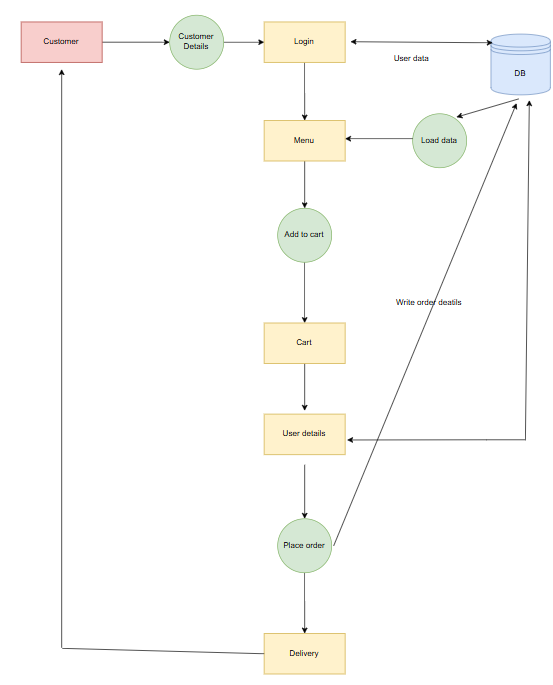 Customer
Customer
Details
Login
User data
DB
Menu
Load data
Add to cart
Write order deatils
Cart
User details
Place order
Delivery